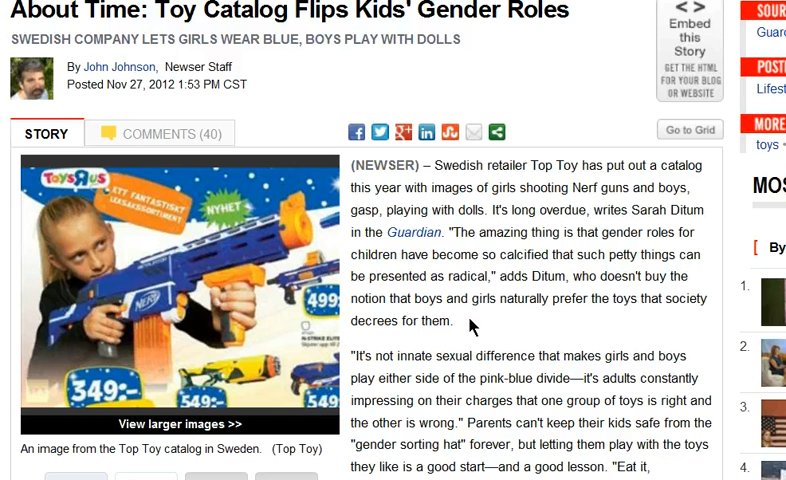 About Time: Toy Catalog Flips Kids' Gender Roles
SWEDISH COMPANY LETS GIRLS WEAR BLUE, BOYS PLAY WITH DOLLS
By John Johnson, Newser Staff
Posted Nov 27, 2012 1:53 PM CST
< >
Embed
this
Story
GET THE HTML
FOR YOUR BLOG
OR WEBSITE
STORY
COMMENTS (40)
Go to Grid
TOYS R US
ETT FANTASTISKT
LEKSAKSSORTIMENT
NYHET
NERF
499:
N-STRIKE ELITE
349:-
549:-
549
View larger images >>
An image from the Top Toy catalog in Sweden. (Top Toy)
(NEWSER) – Swedish retailer Top Toy has put out a catalog
this year with images of girls shooting Nerf guns and boys,
gasp, playing with dolls. It's long overdue, writes Sarah Ditum
in the Guardian. "The amazing thing is that gender roles for
children have become so calcified that such petty things can
be presented as radical," adds Ditum, who doesn't buy the
notion that boys and girls naturally prefer the toys that society
decrees for them.
"It's not innate sexual difference that makes girls and boys
play either side of the pink-blue divide—it's adults constantly
impressing on their charges that one group of toys is right and
the other is wrong." Parents can't keep their kids safe from the
"gender sorting hat" forever, but letting them play with the toys
they like is a good start—and a good lesson. "Eat it,
SOUR
Guar
POST
Lifest
MORE
toys •
MOS
[ By
1.
2.
3.
4.